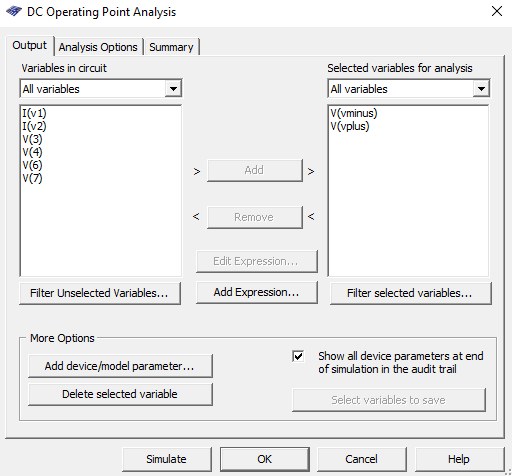 DC Operating Point Analysis
Output
Analysis Options
Summary
Variables in circuit
Selected variables for analysis
All variables
All variables
I(v1)
I(v2)
V(3)
V(4)
V(6)
V(7)
V(vminus)
V(vplus)
> Add >
< Remove <
Edit Expression...
Filter Unselected Variables...
Add Expression...
Filter selected variables...
More Options
Add device/model parameter...
Delete selected variable
Show all device parameters at end
of simulation in the audit trail
Select variables to save
Simulate
OK
Cancel
Help